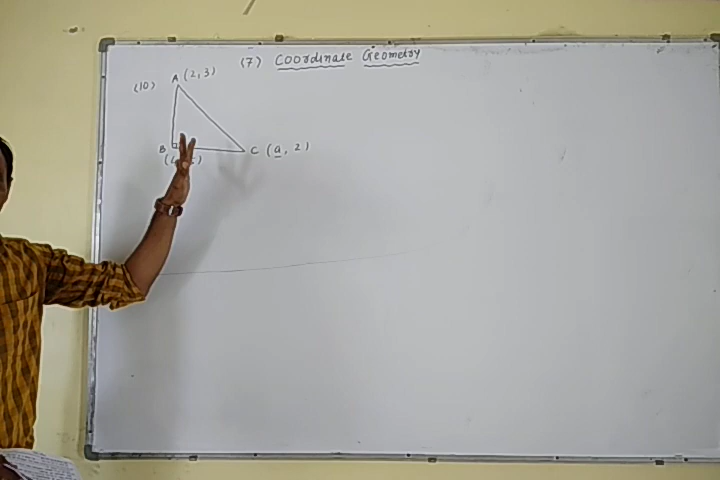 (7) Coordinate Geometry
(10) A (2,3)
B C (a, 2)